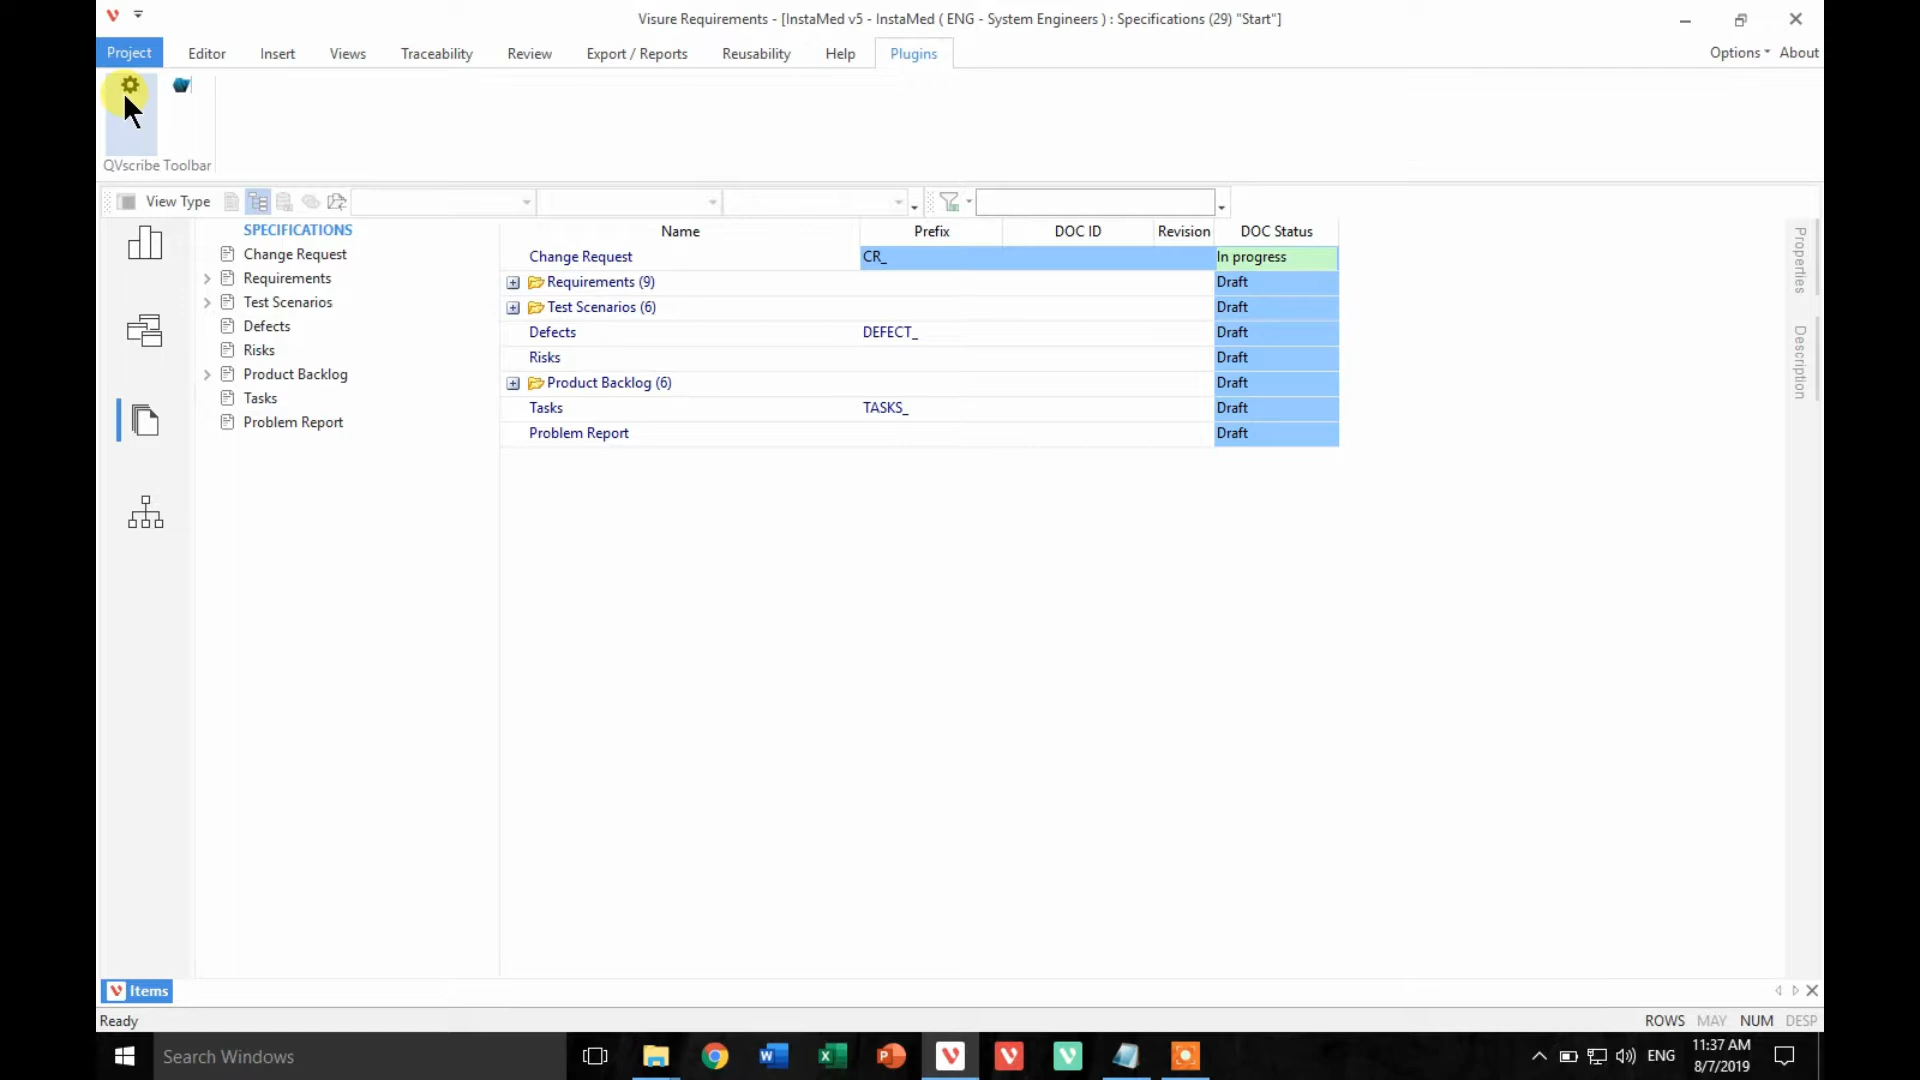 Visure Requirements - [InstaMed v5 - InstaMed ( ENG - System Engineers ) : Specifications (29) "Start"]
Project Editor Insert Views Traceability Review Export / Reports Reusability Help Plugins Options About
QVscribe Toolbar
View Type
SPECIFICATIONS
Change Request
Requirements
Test Scenarios
Defects
Risks
Product Backlog
Tasks
Problem Report
Name Prefix DOC ID Revision DOC Status
Change Request CR_ In progress
Requirements (9) Draft
Test Scenarios (6) Draft
Defects DEFECT_ Draft
Risks Draft
Product Backlog (6) Draft
Tasks TASKS_ Draft
Problem Report Draft
Properties
Description
Items
Ready ROWS MAY NUM DESP
Search Windows ENG 11:37 AM
8/7/2019